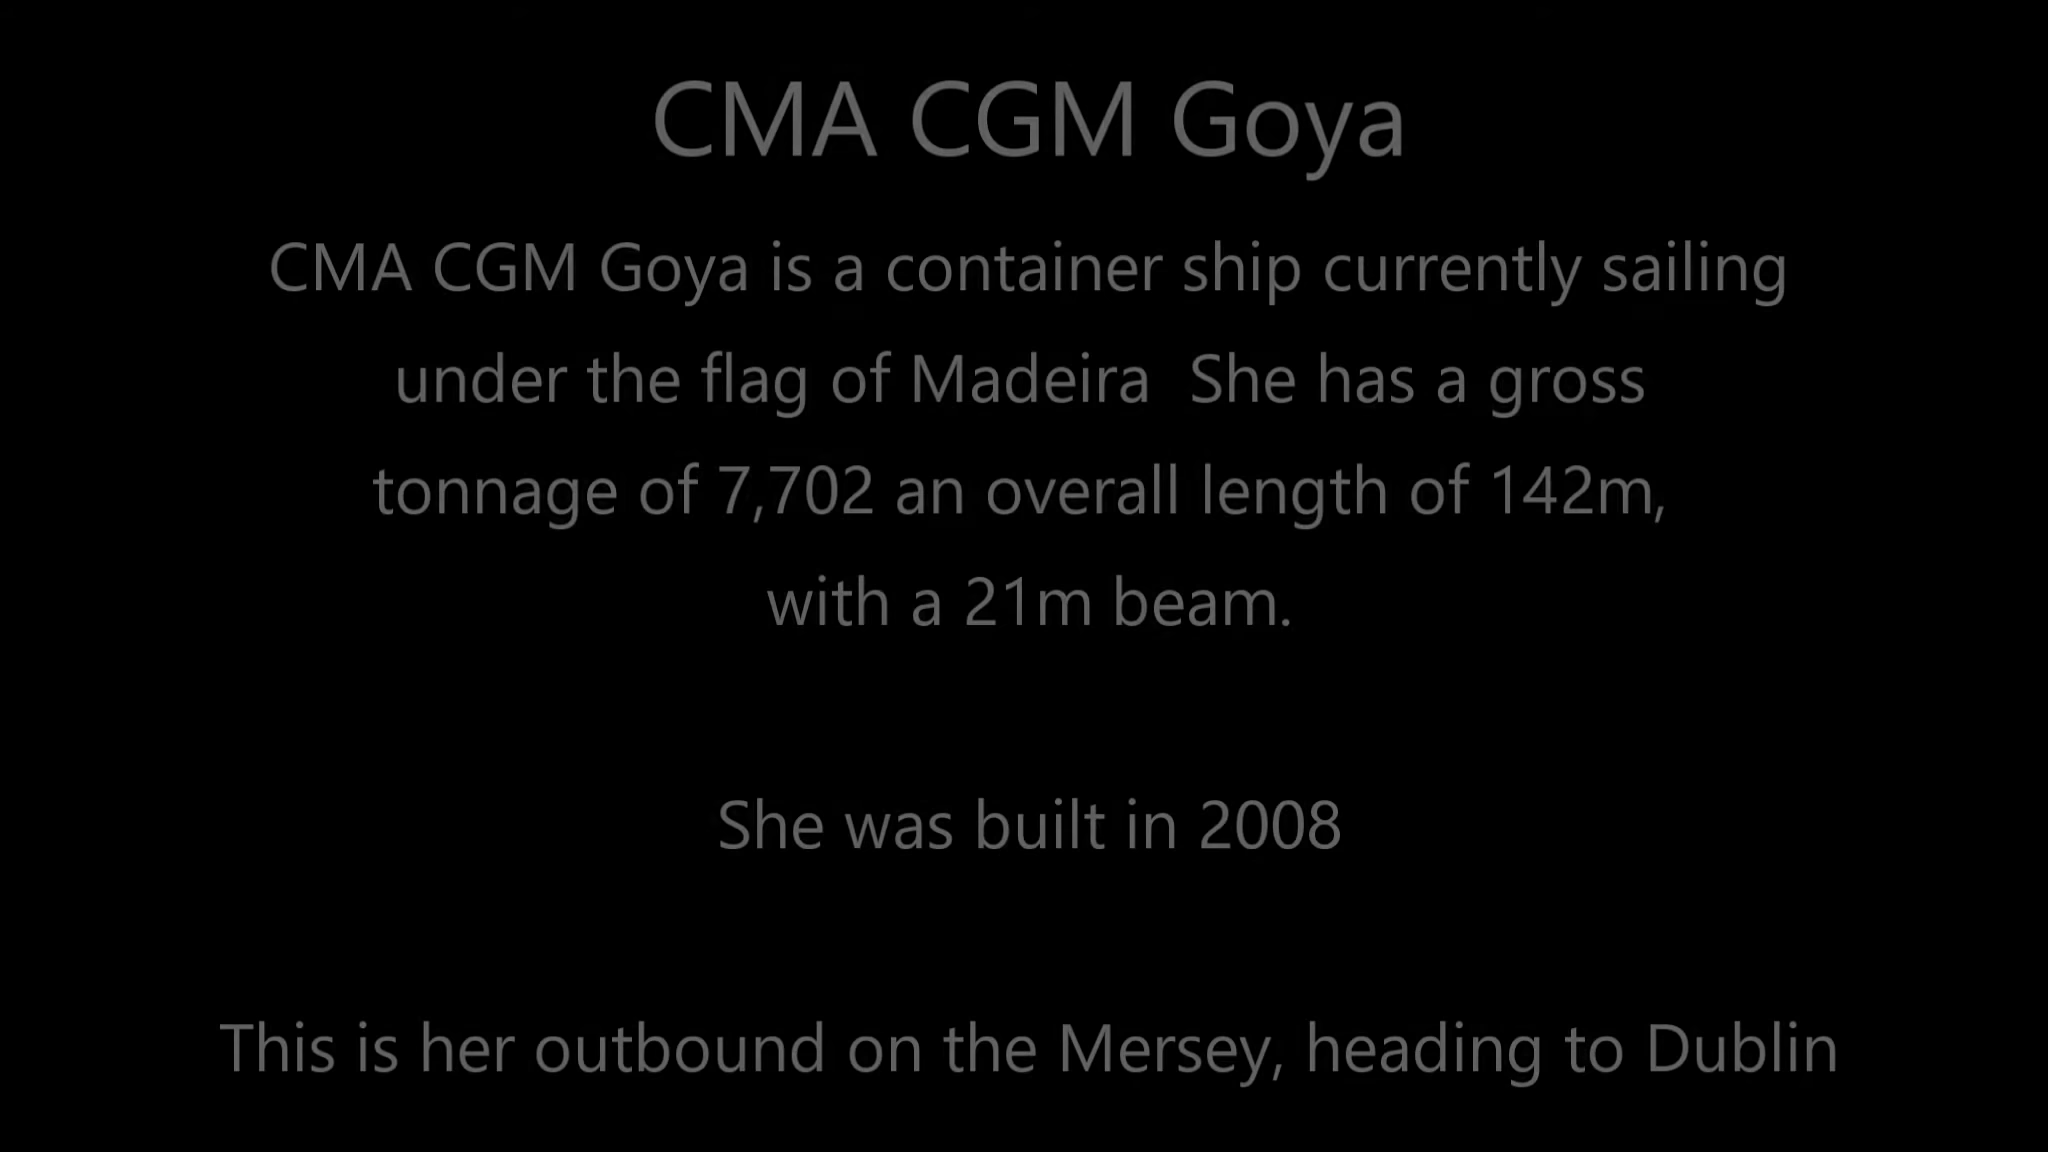 CMA CGM Goya
CMA CGM Goya is a container ship currently sailing
under the flag of Madeira  She has a gross
tonnage of 7,702 an overall length of 142m,
with a 21m beam.
She was built in 2008
This is her outbound on the Mersey, heading to Dublin